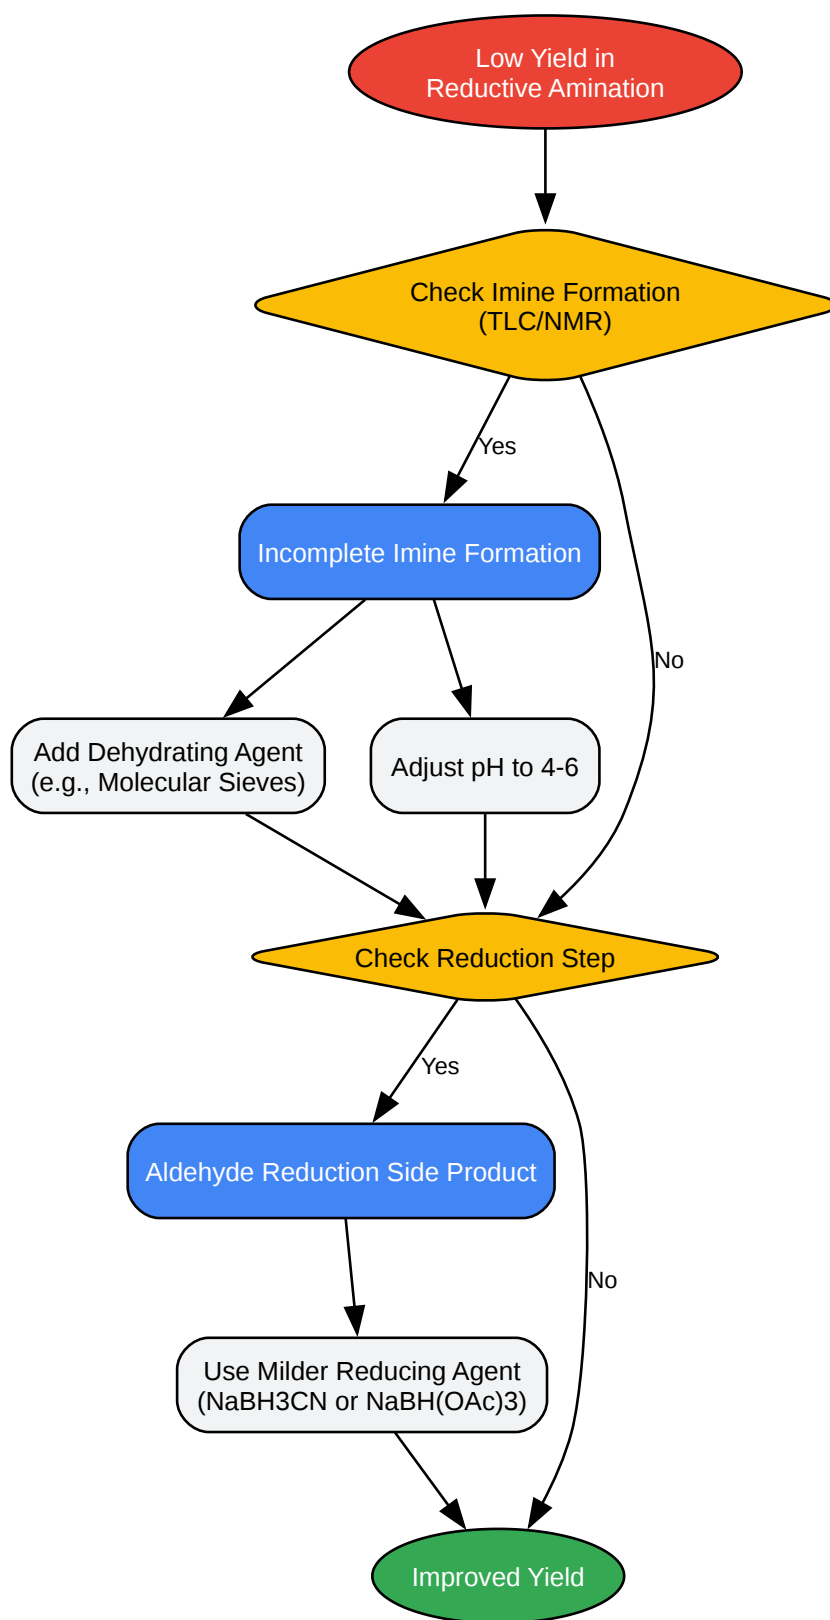 Low Yield in
Reductive Amination
Check Imine Formation
(TLC/NMR)
Yes
Incomplete Imine Formation
No
Add Dehydrating Agent
(e.g., Molecular Sieves)
Adjust pH to 4-6
Check Reduction Step
Yes
Aldehyde Reduction Side Product
No
Use Milder Reducing Agent
(NaBH3CN or NaBH(OAc)3)
Improved Yield